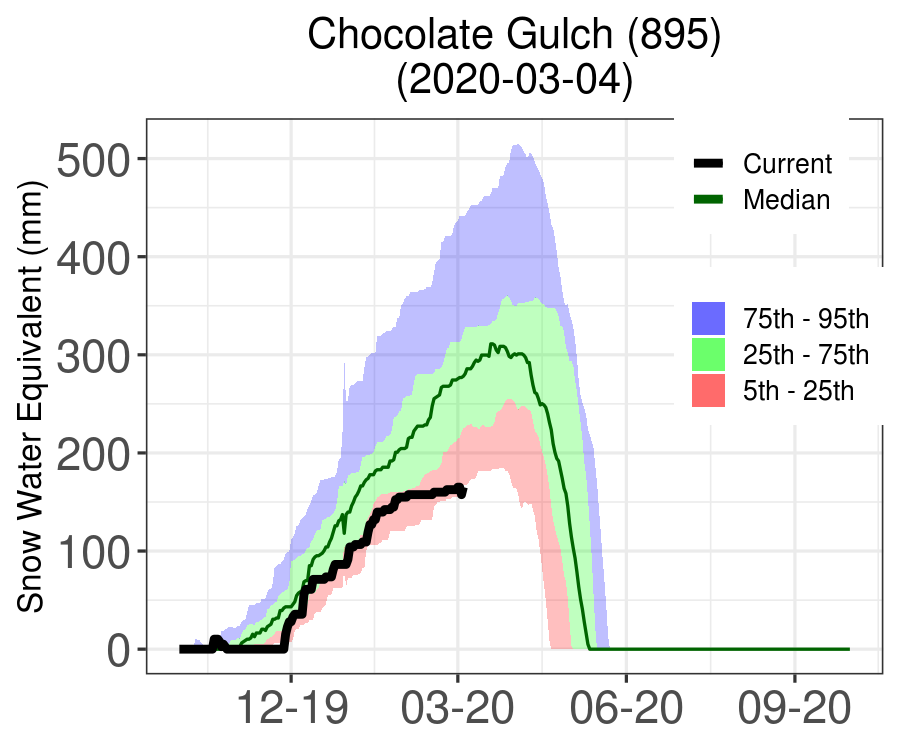 Chocolate Gulch (895)
(2020-03-04)
Snow Water Equivalent (mm)
500
400
300
200
100
0
12-19
03-20
06-20
09-20
Current
Median
75th - 95th
25th - 75th
5th - 25th